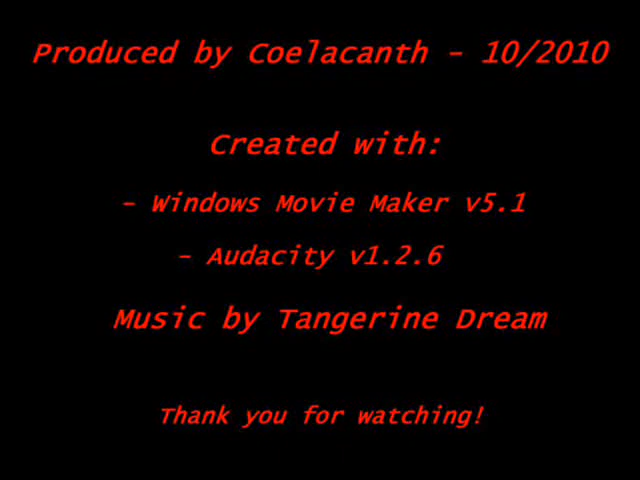 Produced by Coelacanth - 10/2010
Created with:
- Windows Movie Maker v5.1
- Audacity v1.2.6
Music by Tangerine Dream
Thank you for watching!